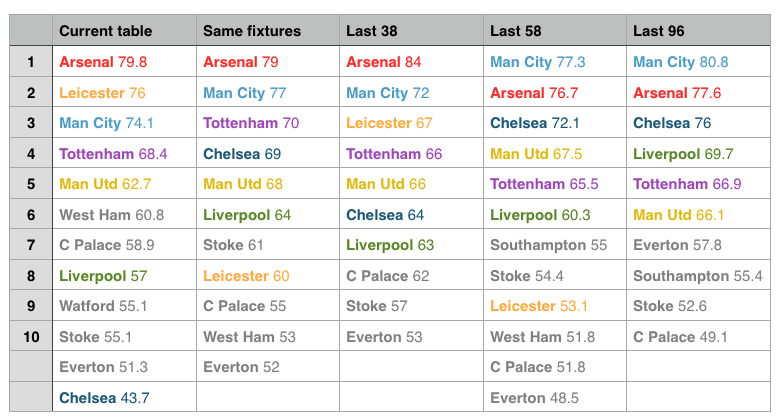 Current table Same fixtures Last 38 Last 58 Last 96
1 Arsenal 79.8 Arsenal 79 Arsenal 84 Man City 77.3 Man City 80.8
2 Leicester 76 Man City 77 Man City 72 Arsenal 76.7 Arsenal 77.6
3 Man City 74.1 Tottenham 70 Leicester 67 Chelsea 72.1 Chelsea 76
4 Tottenham 68.4 Chelsea 69 Tottenham 66 Man Utd 67.5 Liverpool 69.7
5 Man Utd 62.7 Man Utd 68 Man Utd 66 Tottenham 65.5 Tottenham 66.9
6 West Ham 60.8 Liverpool 64 Chelsea 64 Liverpool 60.3 Man Utd 66.1
7 C Palace 58.9 Stoke 61 Liverpool 63 Southampton 55 Everton 57.8
8 Liverpool 57 Leicester 60 C Palace 62 Stoke 54.4 Southampton 55.4
9 Watford 55.1 C Palace 55 Stoke 57 Leicester 53.1 Stoke 52.6
10 Stoke 55.1 West Ham 53 Everton 53 West Ham 51.8 C Palace 49.1
Everton 51.3 Everton 52 C Palace 51.8
Chelsea 43.7 Everton 48.5